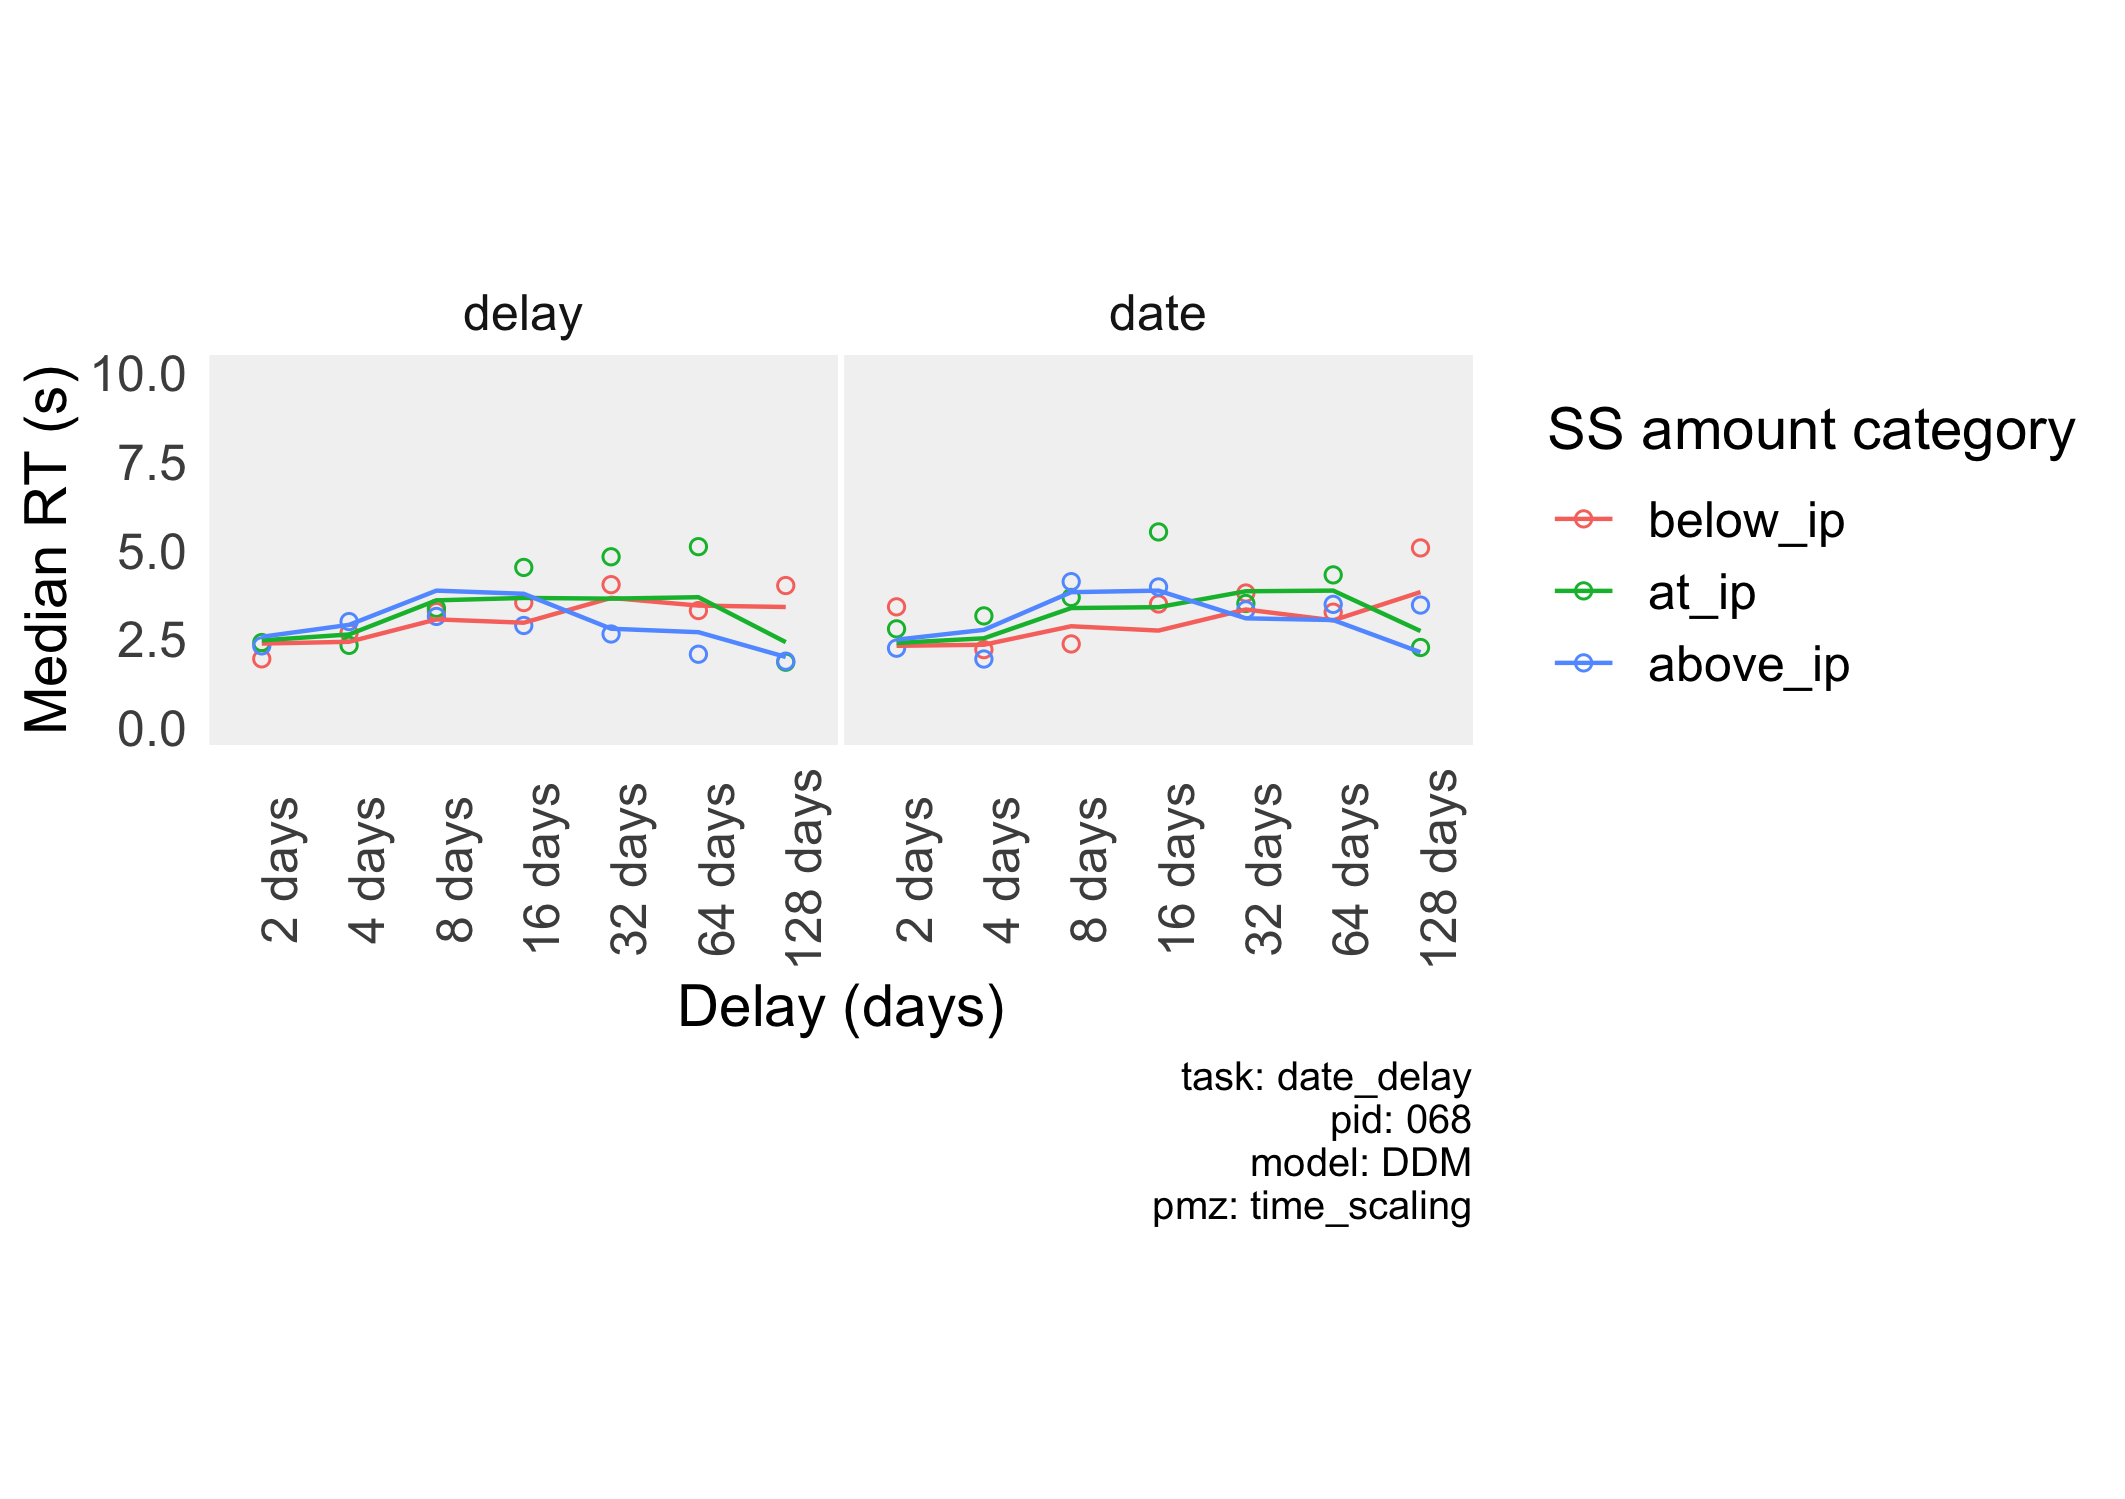 delay
date
Median RT (s)
10.0
7.5
5.0
2.5
0.0
SS amount category
below_ip
at_ip
above_ip
2 days
4 days
8 days
16 days
32 days
64 days
128 days
2 days
4 days
8 days
16 days
32 days
64 days
128 days
Delay (days)
task: date_delay
pid: 068
model: DDM
pmz: time_scaling